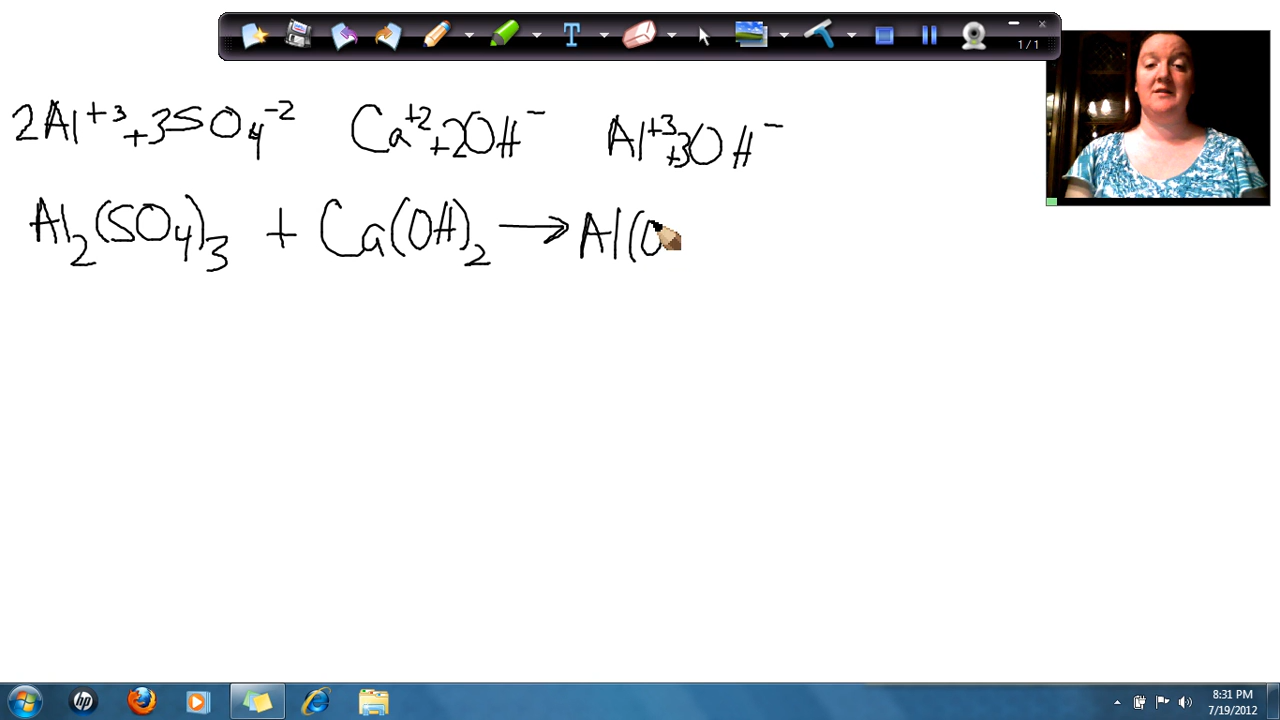 1/1
2Al⁺³+3SO₄⁻² Ca⁺²+2OH⁻ Al⁺³+3OH⁻
Al₂(SO₄)₃ + Ca(OH)₂ → Al(O
8:31 PM
7/19/2012